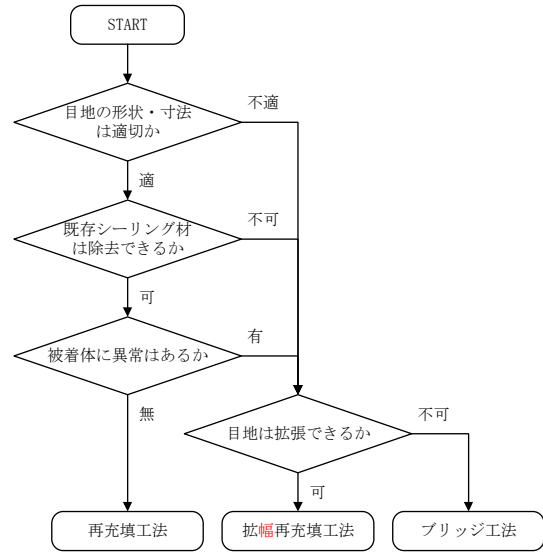 START
目地の形状・寸法
は適切か
不適
適
既存シーリング材
は除去できるか
不可
可
被着体に異常はあるか
有
無
目地は拡張できるか
不可
可
再充填工法
拡幅再充填工法
ブリッジ工法